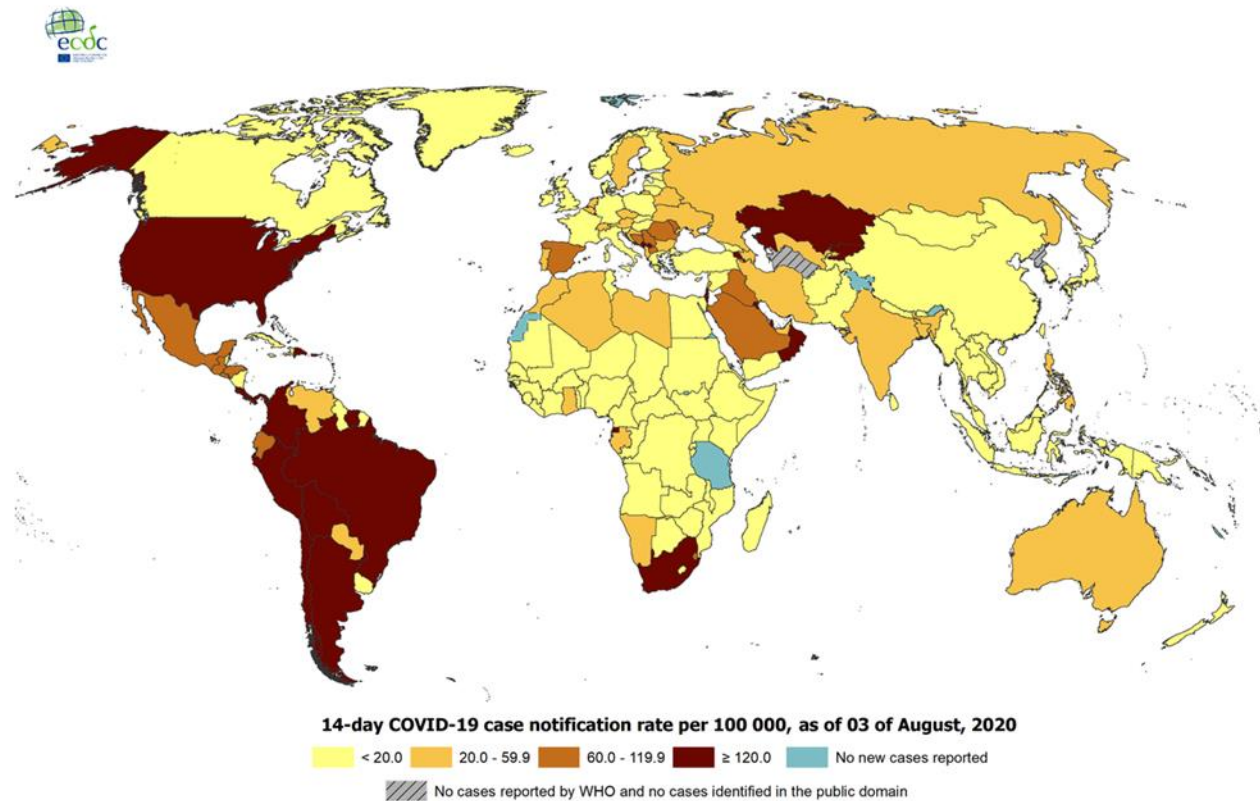 ecdc
14-day COVID-19 case notification rate per 100 000, as of 03 of August, 2020
< 20.0 20.0 - 59.9 60.0 - 119.9 ≥ 120.0 No new cases reported
No cases reported by WHO and no cases identified in the public domain